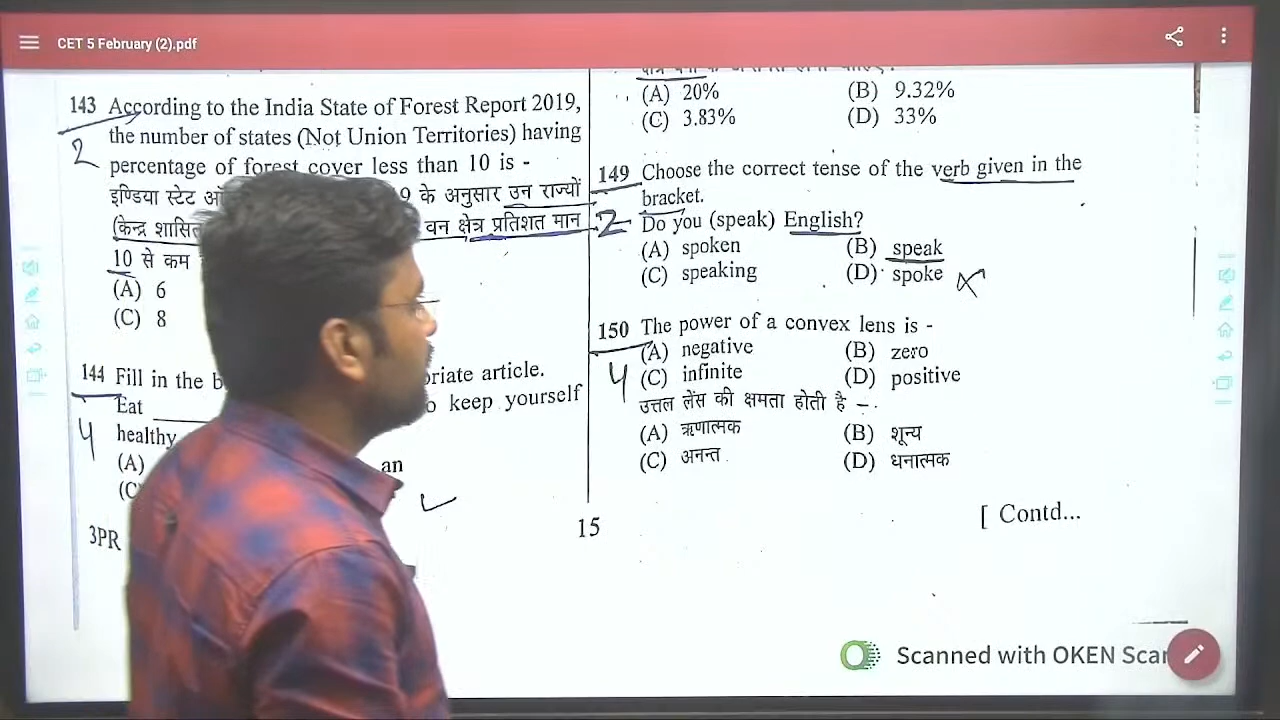 CET 5 February (2).pdf
143 According to the India State of Forest Report 2019,
the number of states (Not Union Territories) having
2 percentage of forest cover less than 10 is -
इण्डिया स्टेट 9 के अनुसार उन राज्यों
(केन्द्र वन क्षेत्र प्रतिशत मान
10 से कम
(A) 6
(C) 8
144 Fill in the article.
Eat keep yourself
4 healthy
(A) an
3PR
(A) 20% (B) 9.32%
(C) 3.83% (D) 33%
149 Choose the correct tense of the verb given in the
bracket.
2 Do you (speak) English?
(A) spoken (B) speak
(C) speaking (D) spoke
150 The power of a convex lens is -
(A) negative (B) zero
4 (C) infinite (D) positive
उत्तल लेंस की क्षमता होती है -
(A) ऋणात्मक (B) शून्य
(C) अनन्त (D) धनात्मक
15
[ Contd...
Scanned with OKEN